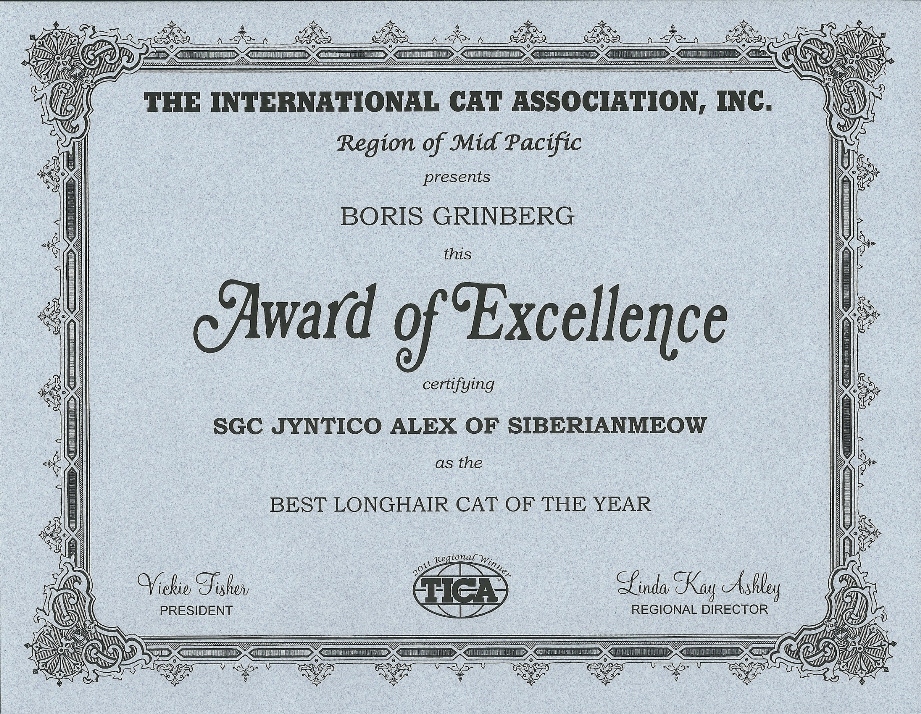 THE INTERNATIONAL CAT ASSOCIATION, INC.
Region of Mid Pacific
presents
BORIS GRINBERG
this
Award of Excellence
certifying
SGC JYNTICO ALEX OF SIBERIANMEOW
as the
BEST LONGHAIR CAT OF THE YEAR
2011 Regional Winner
TICA
Vickie Fisher
PRESIDENT
Linda Kay Ashley
REGIONAL DIRECTOR